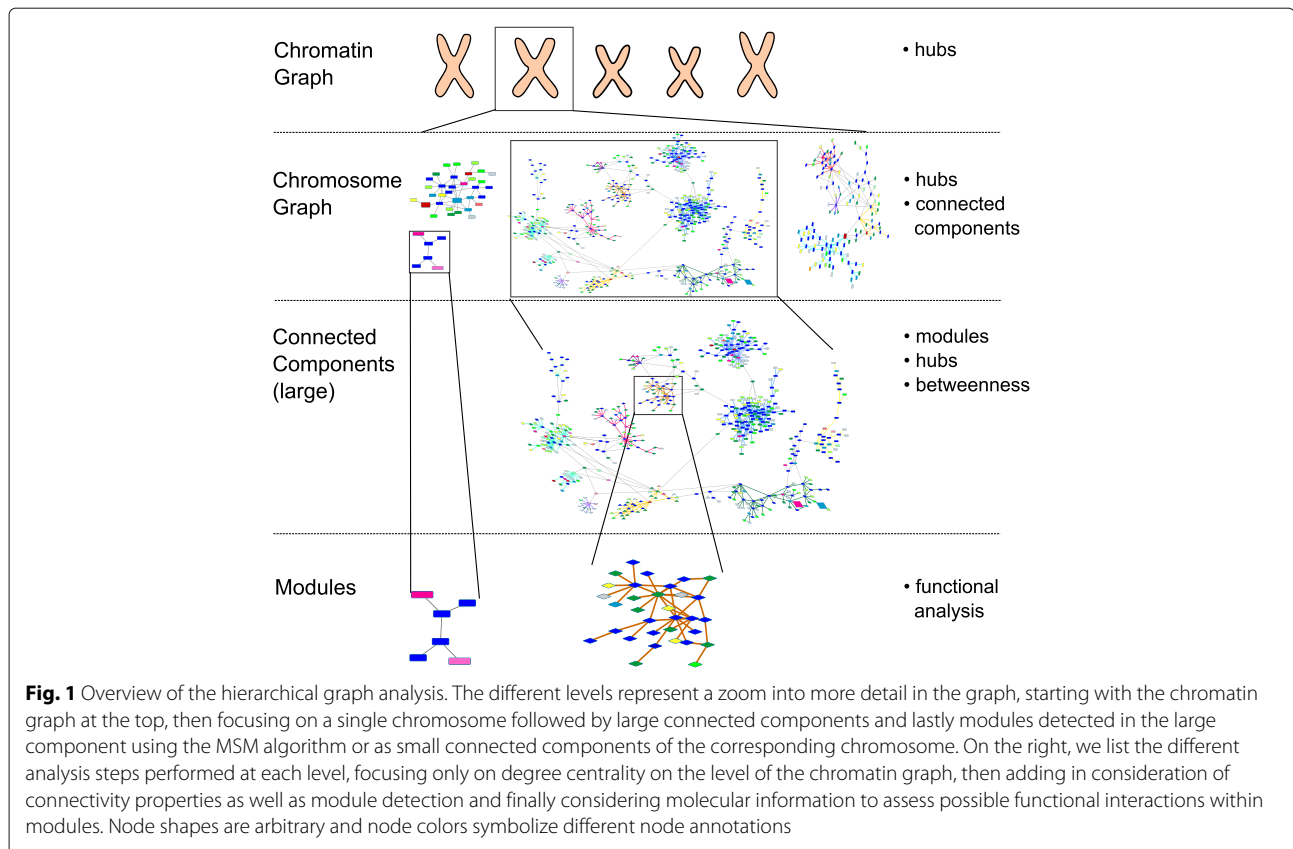 Chromatin
Graph
• hubs
Chromosome
Graph
• hubs
• connected
components
Connected
Components
(large)
• modules
• hubs
• betweenness
Modules
• functional
analysis
Fig. 1 Overview of the hierarchical graph analysis. The different levels represent a zoom into more detail in the graph, starting with the chromatin
graph at the top, then focusing on a single chromosome followed by large connected components and lastly modules detected in the large
component using the MSM algorithm or as small connected components of the corresponding chromosome. On the right, we list the different
analysis steps performed at each level, focusing only on degree centrality on the level of the chromatin graph, then adding in consideration of
connectivity properties as well as module detection and finally considering molecular information to assess possible functional interactions within
modules. Node shapes are arbitrary and node colors symbolize different node annotations